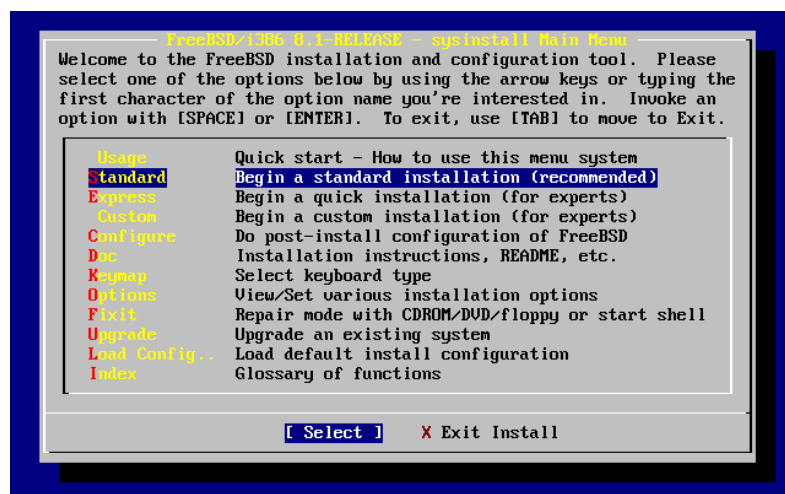 FreeBSD/i386 8.1-RELEASE - sysinstall Main Menu
Welcome to the FreeBSD installation and configuration tool.  Please
select one of the options below by using the arrow keys or typing the
first character of the option name you're interested in.  Invoke an
option with [SPACE] or [ENTER].  To exit, use [TAB] to move to Exit.
Usage Quick start - How to use this menu system
Standard Begin a standard installation (recommended)
Express Begin a quick installation (for experts)
Custom Begin a custom installation (for experts)
Configure Do post-install configuration of FreeBSD
Doc Installation instructions, README, etc.
Keymap Select keyboard type
Options View/Set various installation options
Fixit Repair mode with CDROM/DVD/floppy or start shell
Upgrade Upgrade an existing system
Load Config.. Load default install configuration
Index Glossary of functions
[ Select ] X Exit Install